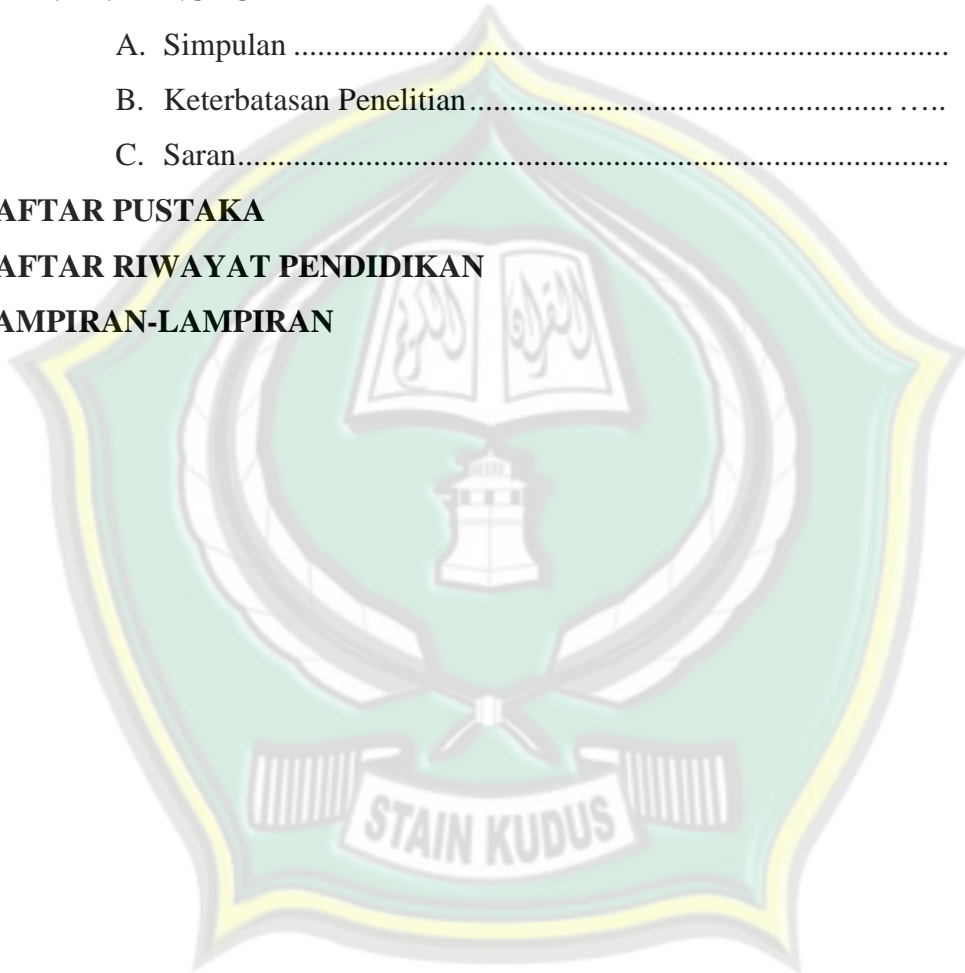 A. Simpulan ................................................................................
B. Keterbatasan Penelitian.................................................... …..
C. Saran.......................................................................................
AFTAR PUSTAKA
AFTAR RIWAYAT PENDIDIKAN
AMPIRAN-LAMPIRAN
STAIN KUDUS